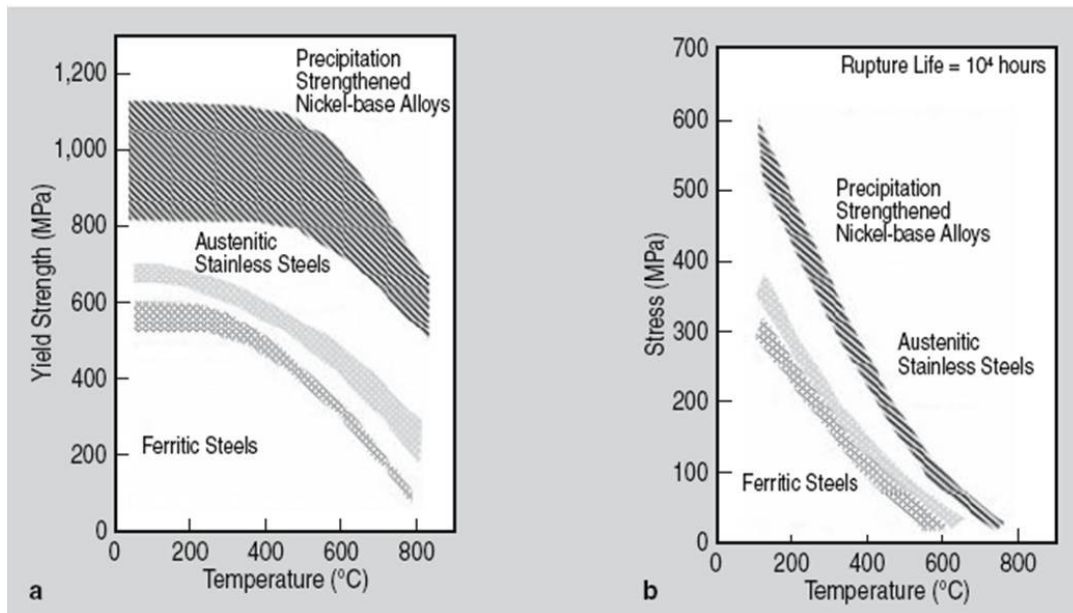 1,200
1,000
800
600
400
200
0
Yield Strength (MPa)
Precipitation
Strengthened
Nickel-base Alloys
Austenitic
Stainless Steels
Ferritic Steels
0 200 400 600 800
Temperature (°C)
a
700
600
500
400
300
200
100
0
Stress (MPa)
Rupture Life = 10⁴ hours
Precipitation
Strengthened
Nickel-base Alloys
Austenitic
Stainless Steels
Ferritic Steels
0 200 400 600 800
Temperature (°C)
b